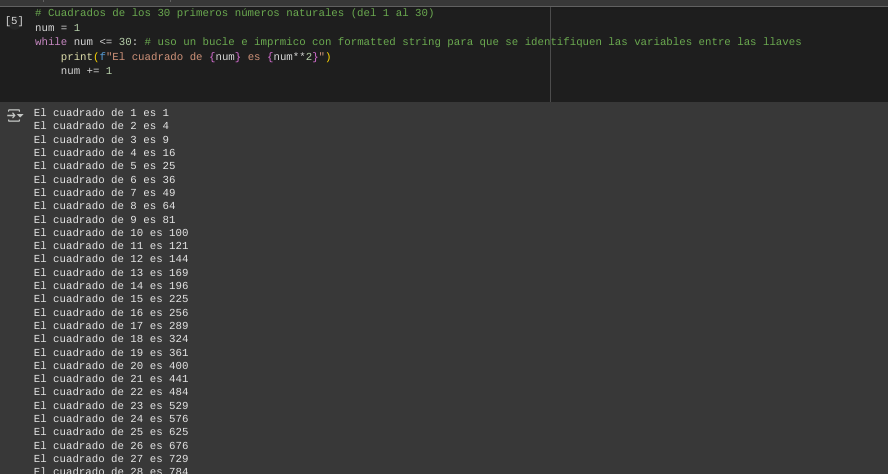 [5]
# Cuadrados de los 30 primeros números naturales (del 1 al 30)
num = 1
while num <= 30: # uso un bucle e imprmico con formatted string para que se identifiquen las variables entre las llaves
    print(f"El cuadrado de {num} es {num**2}")
    num += 1
El cuadrado de 1 es 1
El cuadrado de 2 es 4
El cuadrado de 3 es 9
El cuadrado de 4 es 16
El cuadrado de 5 es 25
El cuadrado de 6 es 36
El cuadrado de 7 es 49
El cuadrado de 8 es 64
El cuadrado de 9 es 81
El cuadrado de 10 es 100
El cuadrado de 11 es 121
El cuadrado de 12 es 144
El cuadrado de 13 es 169
El cuadrado de 14 es 196
El cuadrado de 15 es 225
El cuadrado de 16 es 256
El cuadrado de 17 es 289
El cuadrado de 18 es 324
El cuadrado de 19 es 361
El cuadrado de 20 es 400
El cuadrado de 21 es 441
El cuadrado de 22 es 484
El cuadrado de 23 es 529
El cuadrado de 24 es 576
El cuadrado de 25 es 625
El cuadrado de 26 es 676
El cuadrado de 27 es 729
El cuadrado de 28 es 784